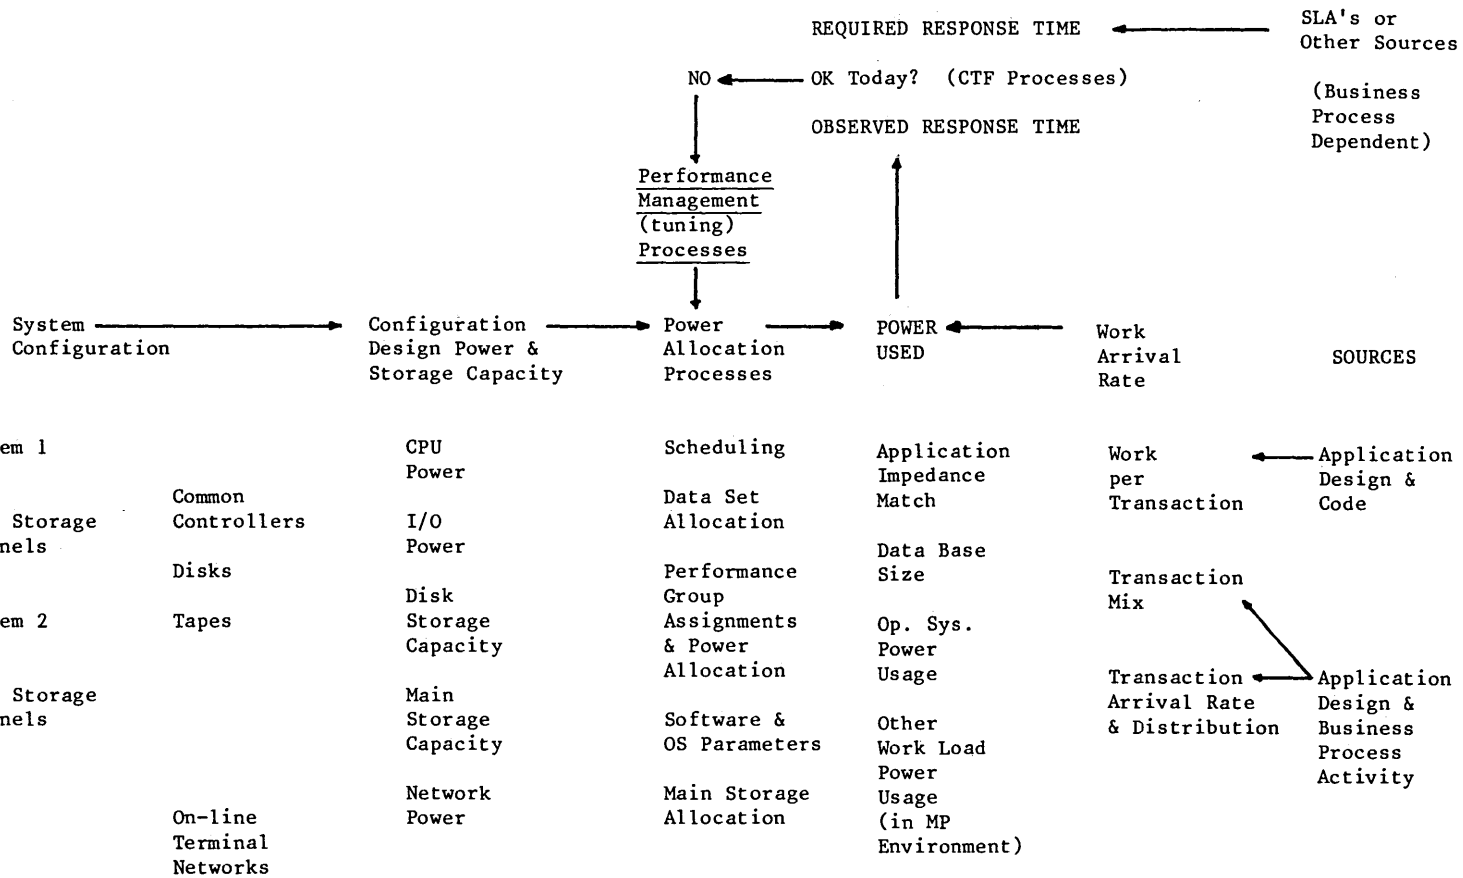 REQUIRED RESPONSE TIME
SLA's or
Other Sources
(Business
Process
Dependent)
NO
OK Today? (CTF Processes)
OBSERVED RESPONSE TIME
Performance
Management
(tuning)
Processes
System
Configuration
Configuration
Design Power &
Storage Capacity
Power
Allocation
Processes
POWER
USED
Work
Arrival
Rate
SOURCES
em 1
Storage
nels
em 2
Storage
nels
Common
Controllers
Disks
Tapes
On-line
Terminal
Networks
CPU
Power
I/O
Power
Disk
Storage
Capacity
Main
Storage
Capacity
Network
Power
Scheduling
Data Set
Allocation
Performance
Group
Assignments
& Power
Allocation
Software &
OS Parameters
Main Storage
Allocation
Application
Impedance
Match
Data Base
Size
Op. Sys.
Power
Usage
Other
Work Load
Power
Usage
(in MP
Environment)
Work
per
Transaction
Transaction
Mix
Transaction
Arrival Rate
& Distribution
Application
Design &
Code
Application
Design &
Business
Process
Activity